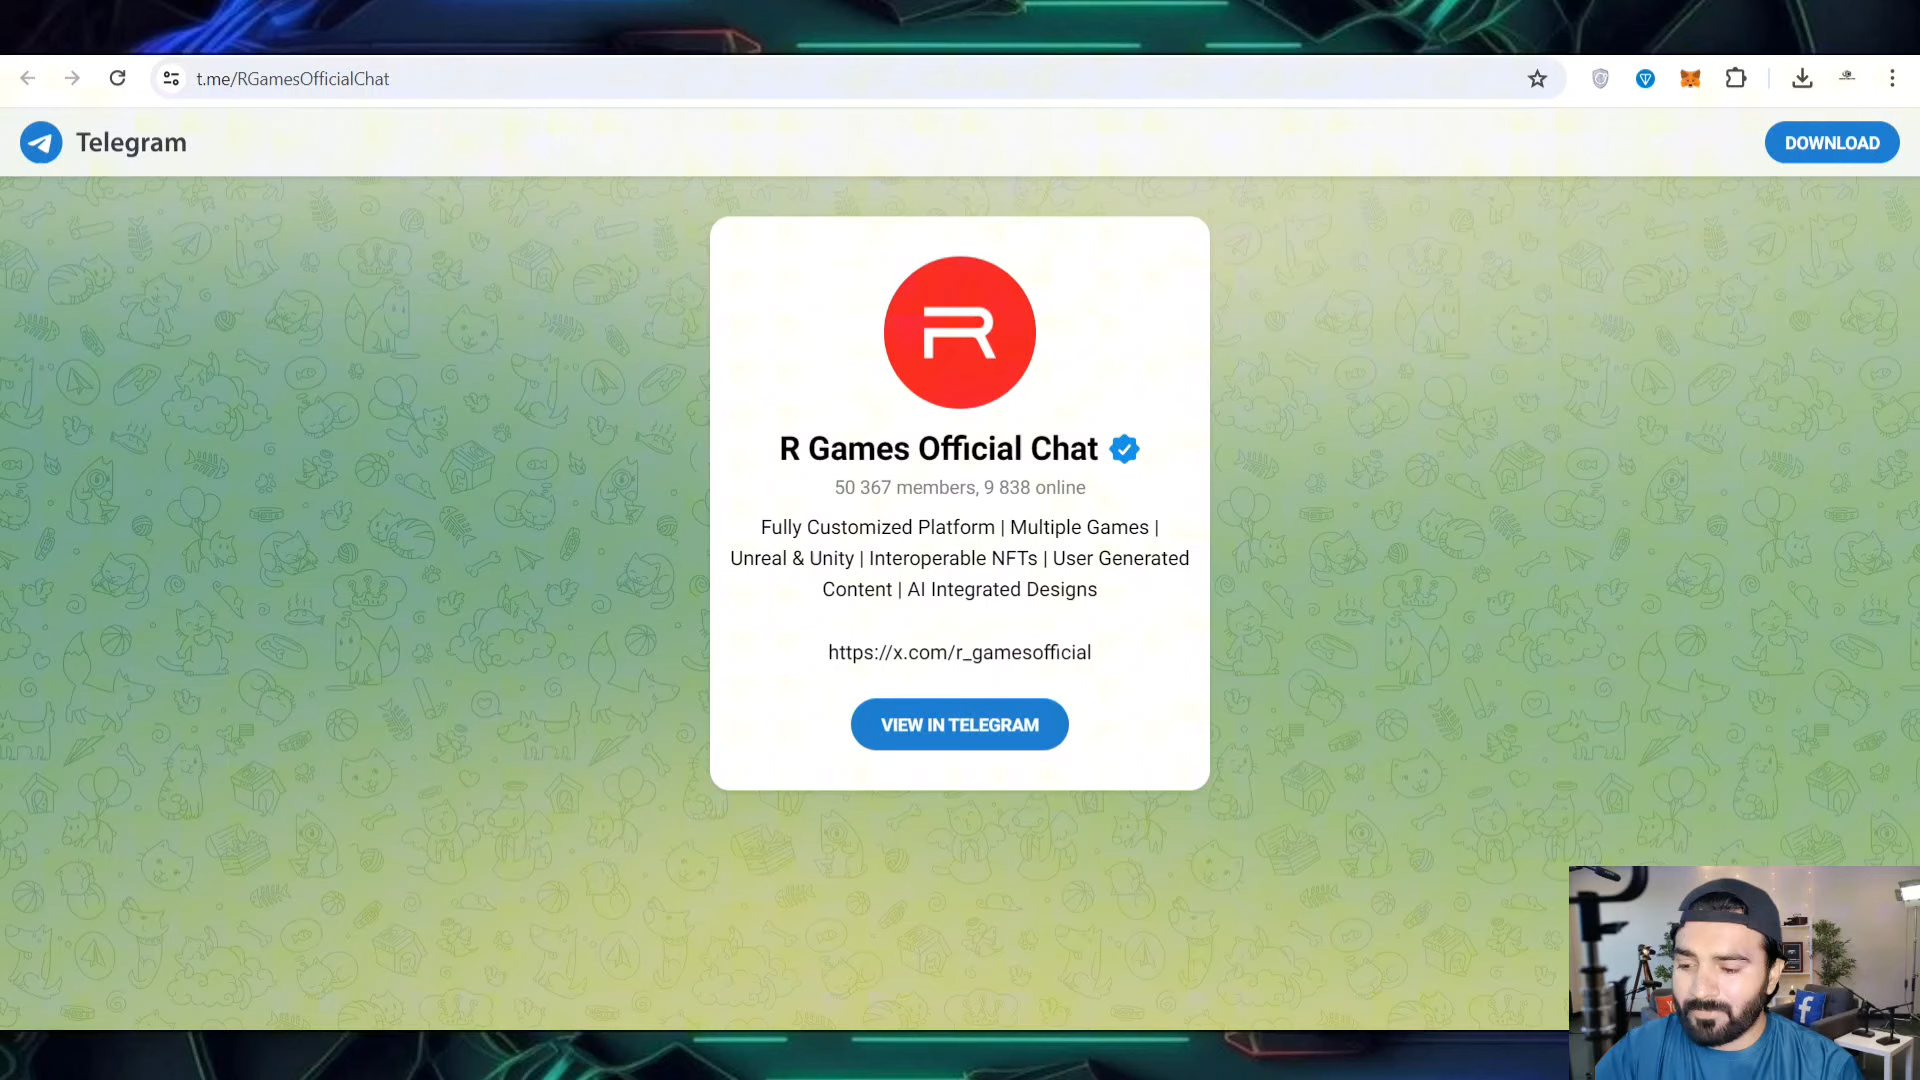 t.me/RGamesOfficialChat
Telegram
DOWNLOAD
R
R Games Official Chat
50 367 members, 9 838 online
Fully Customized Platform | Multiple Games |
Unreal & Unity | Interoperable NFTs | User Generated
Content | AI Integrated Designs
https://x.com/r_gamesofficial
VIEW IN TELEGRAM